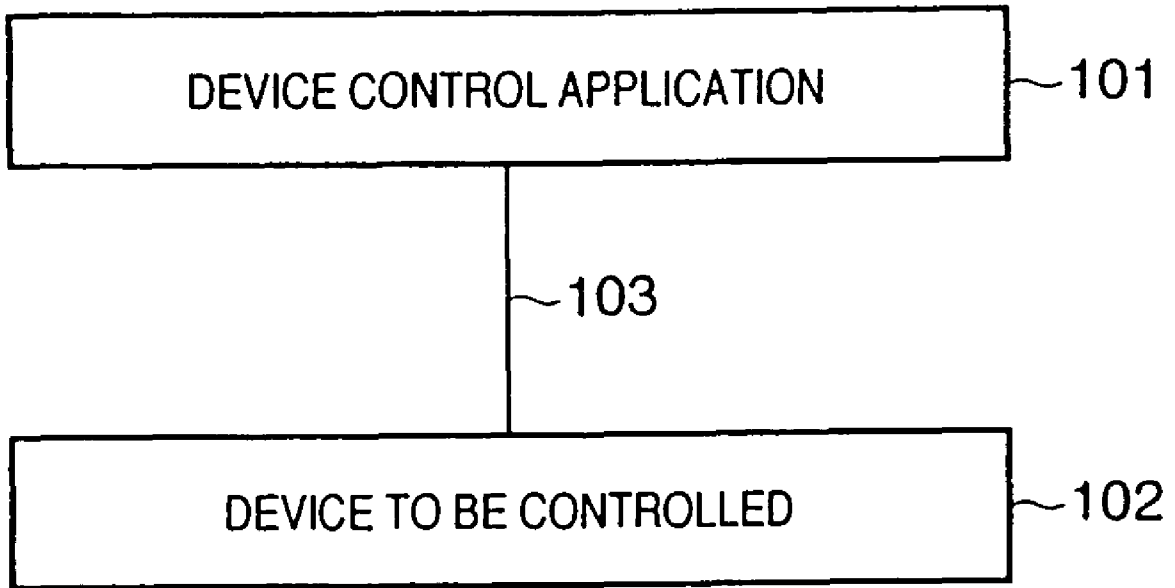 DEVICE CONTROL APPLICATION
101
103
DEVICE TO BE CONTROLLED
102